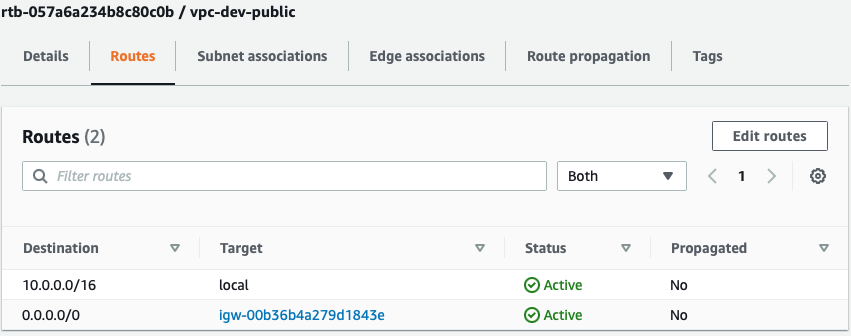 rtb-057a6a234b8c80c0b / vpc-dev-public
Details Routes Subnet associations Edge associations Route propagation Tags
Routes (2) Edit routes
Filter routes Both 1
Destination Target Status Propagated
10.0.0.0/16 local Active No
0.0.0.0/0 igw-00b36b4a279d1843e Active No